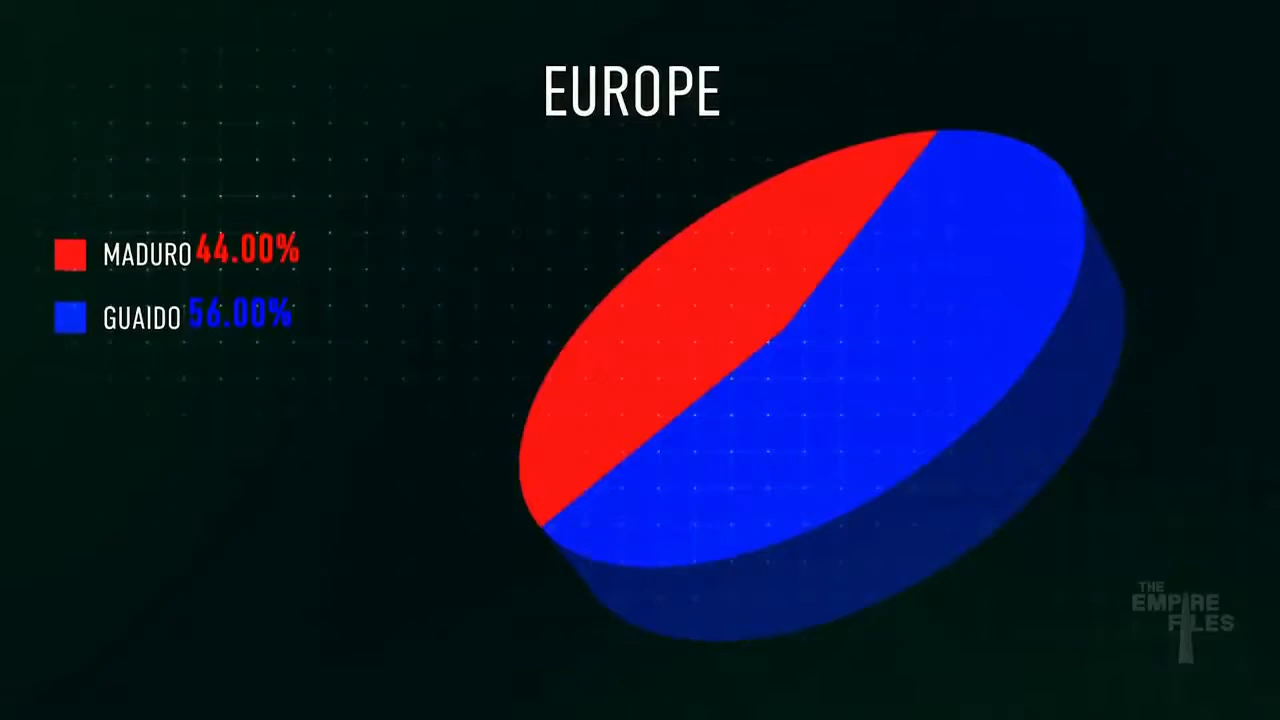 EUROPE
MADURO 44.00%
GUAIDO 56.00%
THE
EMPIRE
FILES